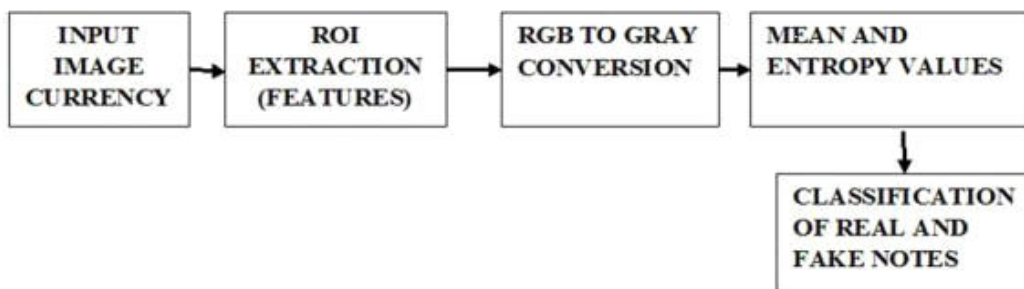 INPUT
IMAGE
CURRENCY
ROI
EXTRACTION
(FEATURES)
RGB TO GRAY
CONVERSION
MEAN AND
ENTROPY VALUES
CLASSIFICATION
OF REAL AND
FAKE NOTES